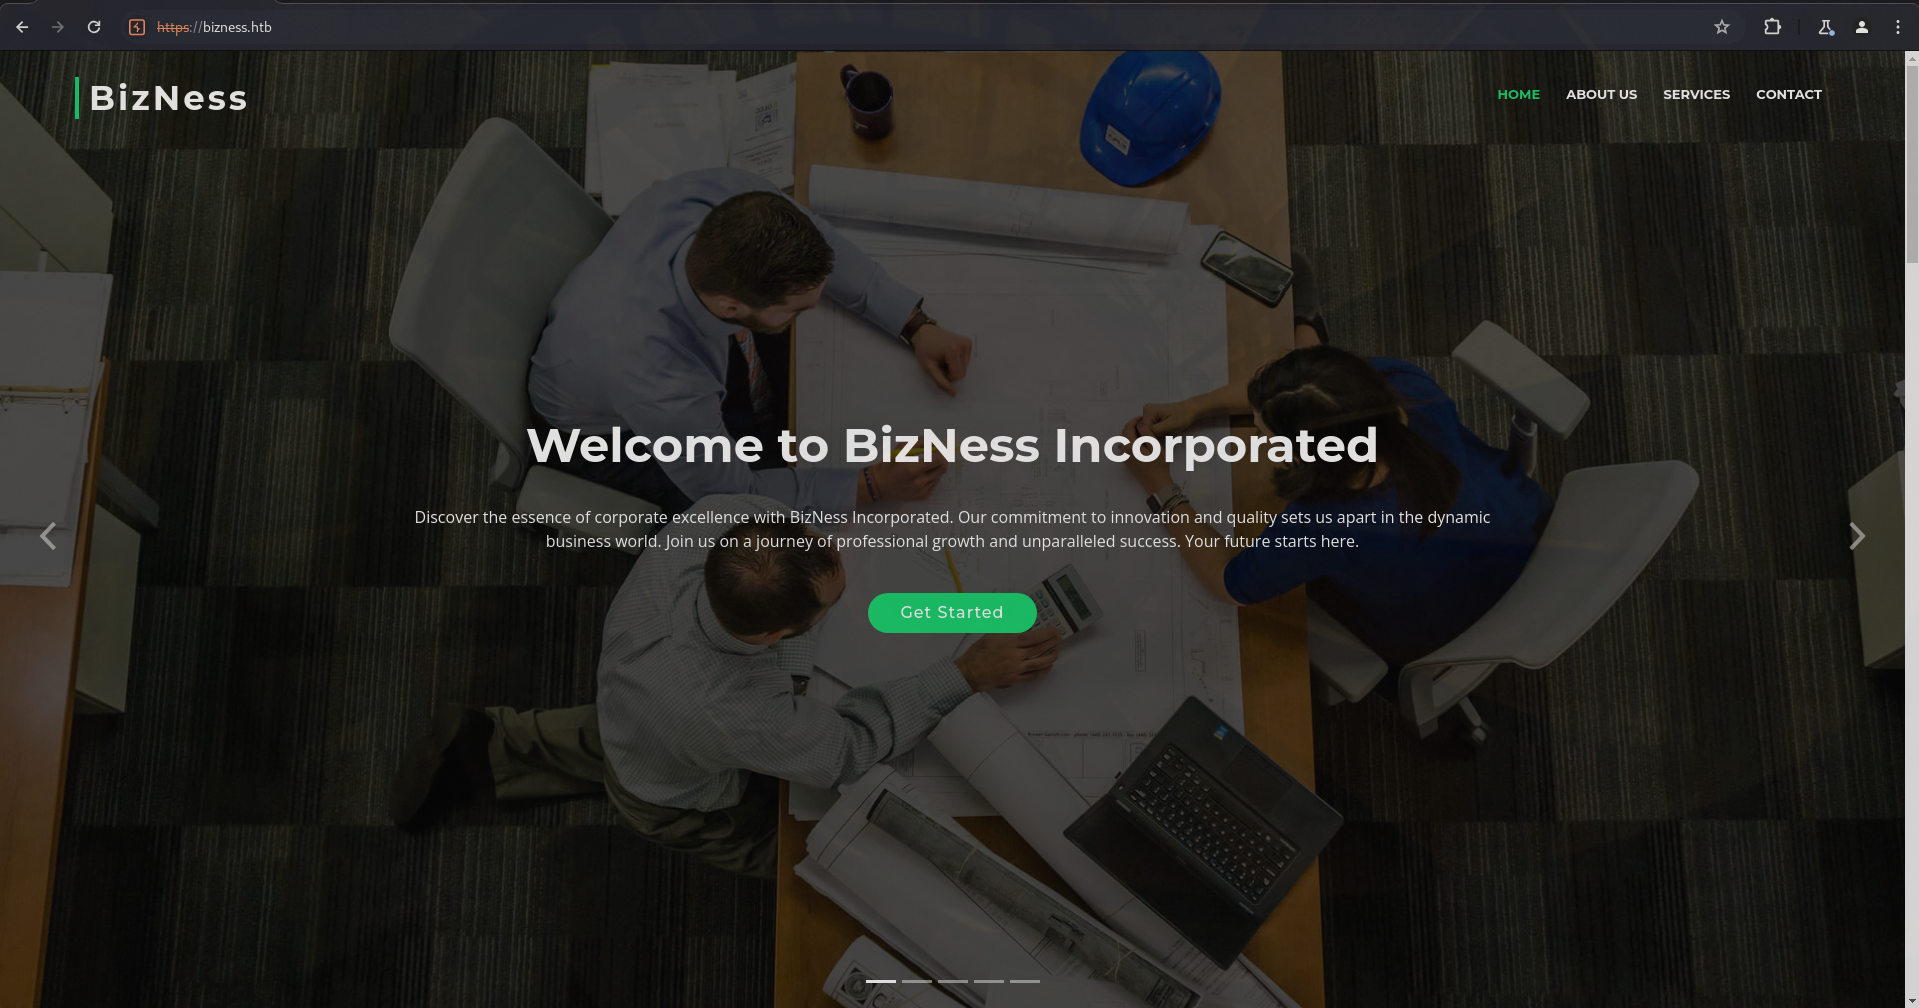 https://bizness.htb
BizNess
HOME ABOUT US SERVICES CONTACT
Welcome to BizNess Incorporated
Discover the essence of corporate excellence with BizNess Incorporated. Our commitment to innovation and quality sets us apart in the dynamic
business world. Join us on a journey of professional growth and unparalleled success. Your future starts here.
Get Started